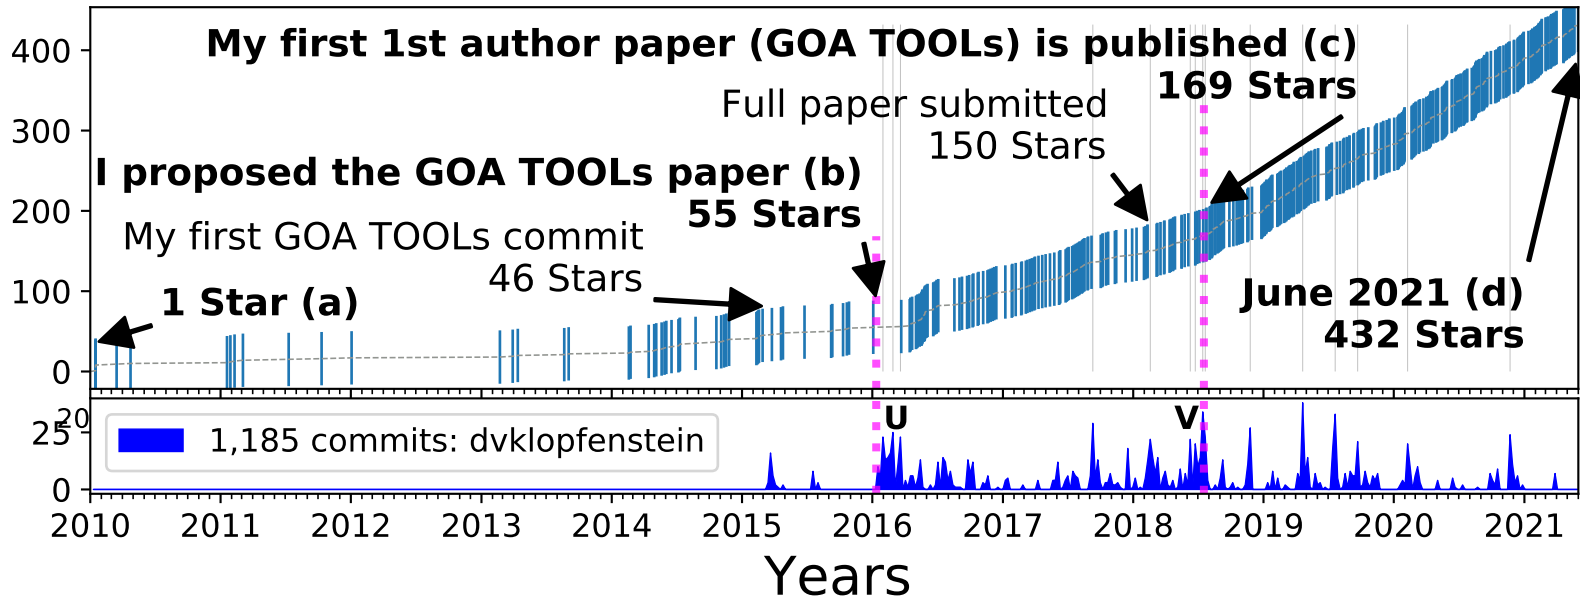 400
300
200
100
0
My first 1st author paper (GOA TOOLs) is published (c)
169 Stars
Full paper submitted
150 Stars
I proposed the GOA TOOLs paper (b)
55 Stars
My first GOA TOOLs commit
46 Stars
1 Star (a)
June 2021 (d)
432 Stars
20
25
0
1,185 commits: dvklopfenstein
U
V
2010 2011 2012 2013 2014 2015 2016 2017 2018 2019 2020 2021
Years